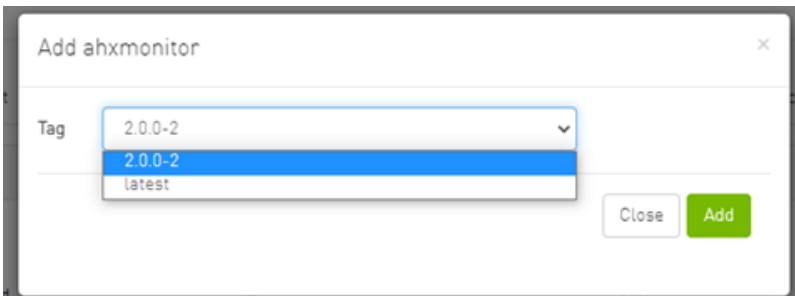 Add ahxmonitor
×
Tag
2.0.0-2
2.0.0-2
latest
Close
Add